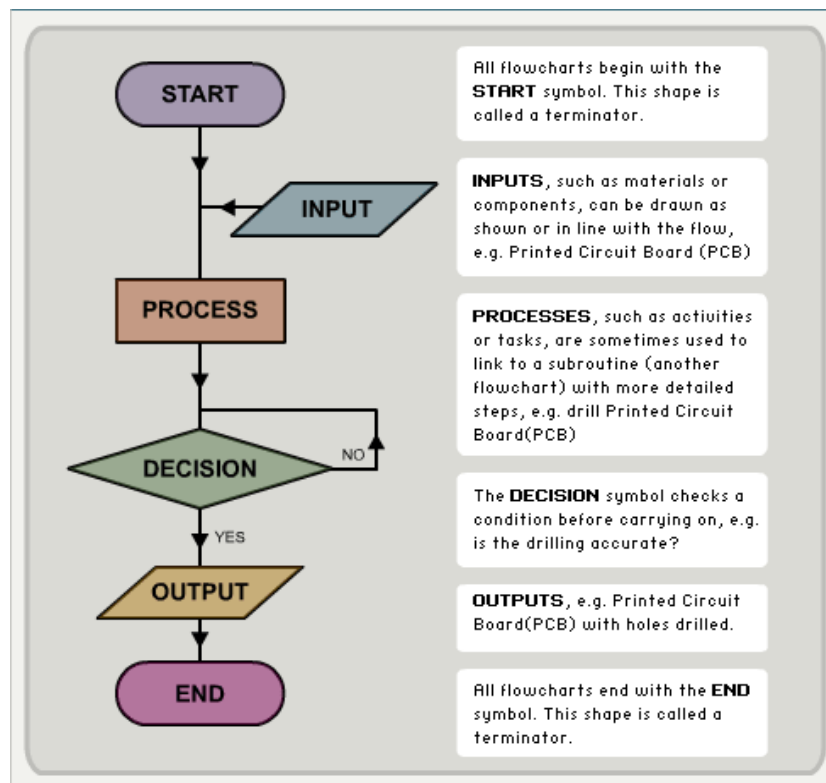 START
All flowcharts begin with the
START symbol. This shape is
called a terminator.
INPUT
INPUTS, such as materials or
components, can be drawn as
shown or in line with the flow,
e.g. Printed Circuit Board (PCB)
PROCESS
PROCESSES, such as activities
or tasks, are sometimes used to
link to a subroutine (another
flowchart) with more detailed
steps, e.g. drill Printed Circuit
Board(PCB)
DECISION
NO
YES
The DECISION symbol checks a
condition before carrying on, e.g.
is the drilling accurate?
OUTPUT
OUTPUTS, e.g. Printed Circuit
Board(PCB) with holes drilled.
END
All flowcharts end with the END
symbol. This shape is called a
terminator.